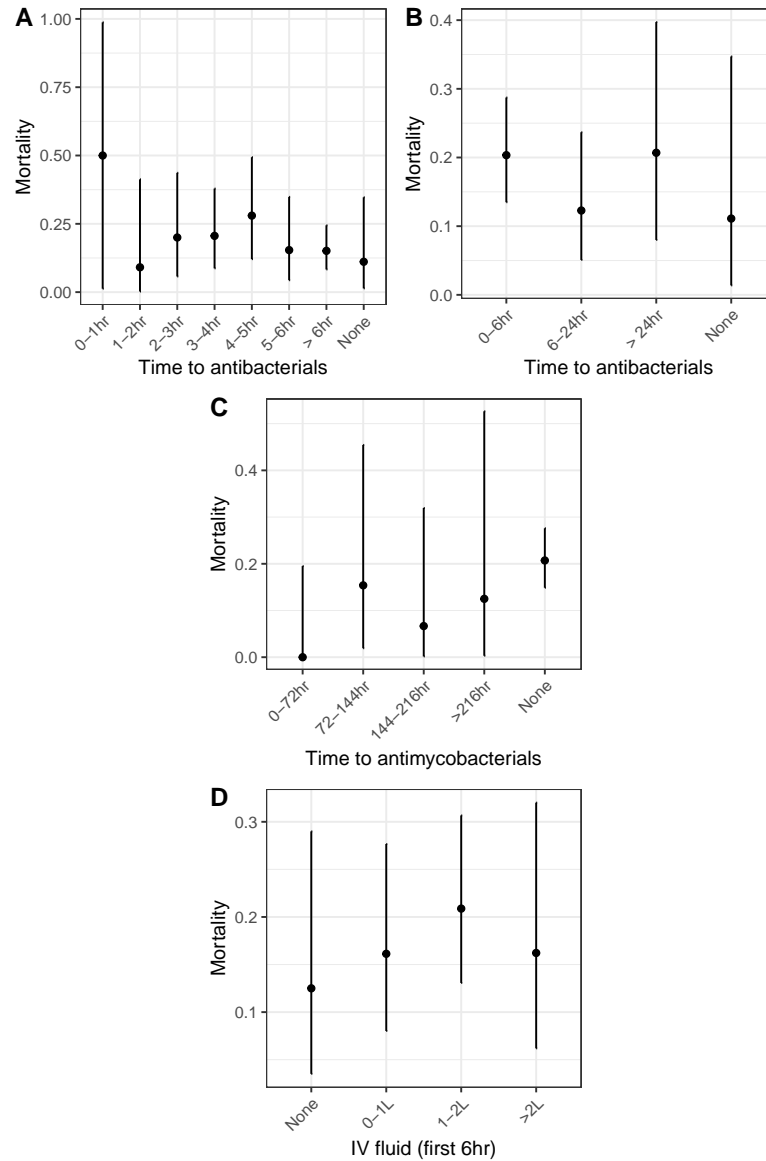 A
Mortality
1.00
0.75
0.50
0.25
0.00
0−1hr
1−2hr
2−3hr
3−4hr
4−5hr
5−6hr
> 6hr
None
Time to antibacterials
B
Mortality
0.4
0.3
0.2
0.1
0.0
0−6hr
6−24hr
> 24hr
None
Time to antibacterials
C
Mortality
0.4
0.2
0.0
0−72hr
72−144hr
144−216hr
>216hr
None
Time to antimycobacterials
D
Mortality
0.3
0.2
0.1
None
0−1L
1−2L
>2L
IV fluid (first 6hr)